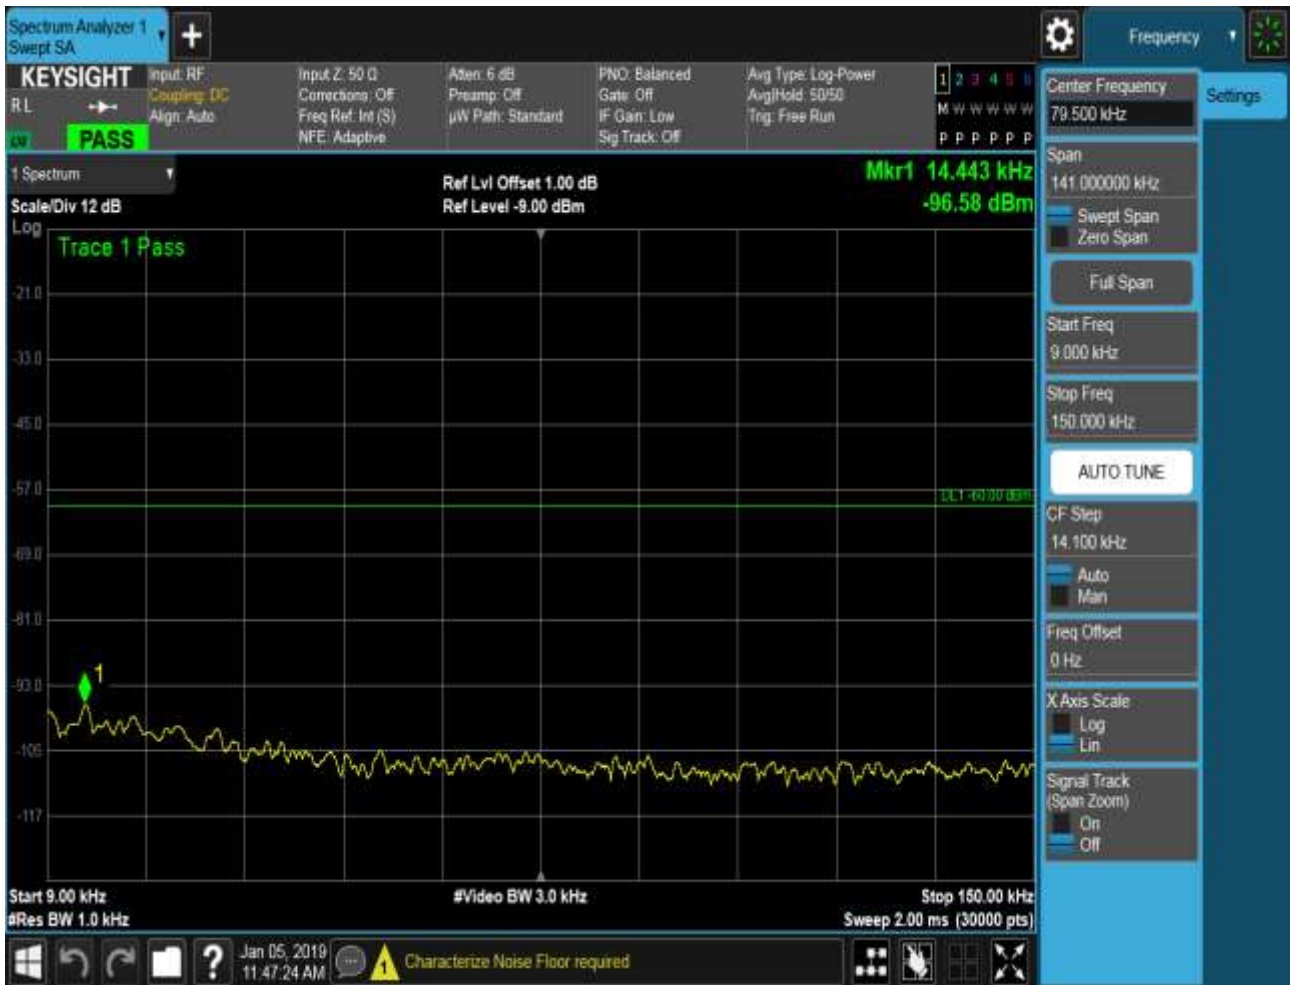 Spectrum Analyzer 1
Swept SA
Frequency
KEYSIGHT
R L
PASS
Input: RF
Coupling: DC
Align: Auto
Input Z: 50 Ω
Corrections: Off
Freq Ref: Int (S)
NFE: Adaptive
Atten: 6 dB
Preamp: Off
µW Path: Standard
PNO: Balanced
Gate: Off
IF Gain: Low
Sig Track: Off
Avg Type: Log-Power
Avg|Hold: 50/50
Trig: Free Run
1 2 3 4 5 6
M W W W W W
P P P P P P
1 Spectrum
Scale/Div 12 dB
Ref Lvl Offset 1.00 dB
Ref Level -9.00 dBm
Mkr1 14.443 kHz
-96.58 dBm
Log
Trace 1 Pass
-21.0
-33.0
-45.0
-57.0
DL1 -60.00 dBm
-69.0
-81.0
-93.0
1
-105
-117
Start 9.00 kHz
#Video BW 3.0 kHz
Stop 150.00 kHz
#Res BW 1.0 kHz
Sweep 2.00 ms (30000 pts)
Center Frequency
79.500 kHz
Settings
Span
141.000000 kHz
Swept Span
Zero Span
Full Span
Start Freq
9.000 kHz
Stop Freq
150.000 kHz
AUTO TUNE
CF Step
14.100 kHz
Auto
Man
Freq Offset
0 Hz
X Axis Scale
Log
Lin
Signal Track
(Span Zoom)
On
Off
?
Jan 05, 2019
11:47:24 AM
1
Characterize Noise Floor required